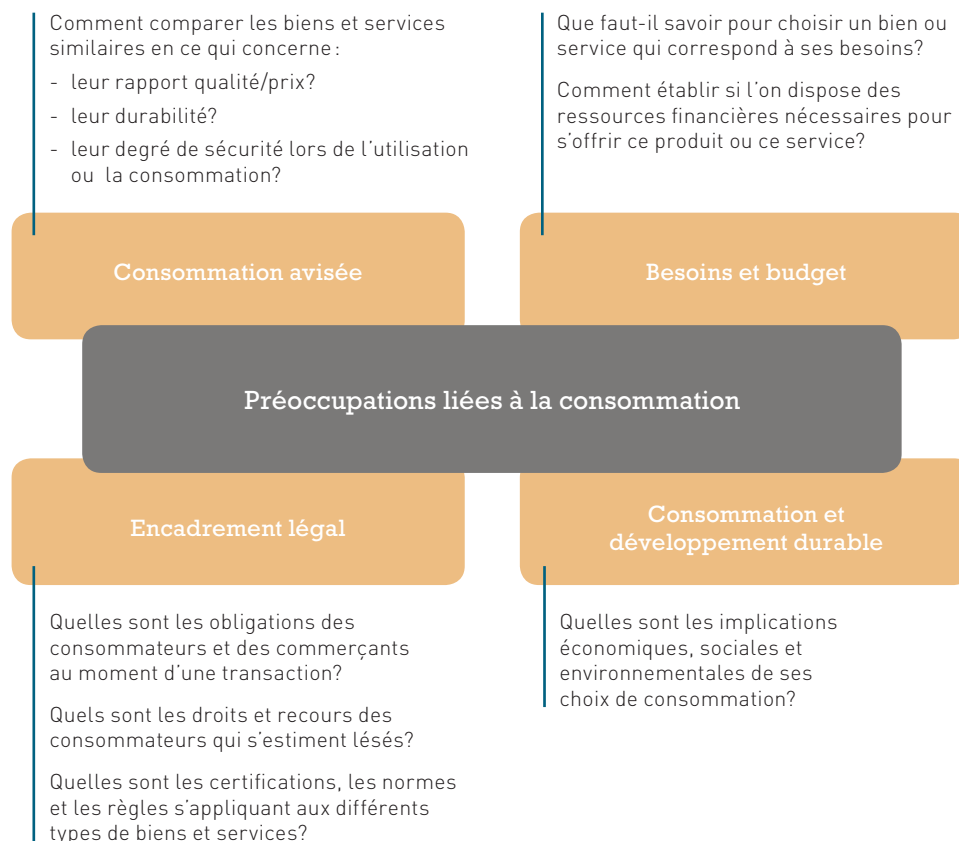 Comment comparer les biens et services
similaires en ce qui concerne :
- leur rapport qualité/prix?
- leur durabilité?
- leur degré de sécurité lors de l'utilisation
ou la consommation?
Que faut-il savoir pour choisir un bien ou
service qui correspond à ses besoins?
Comment établir si l'on dispose des
ressources financières nécessaires pour
s'offrir ce produit ou ce service?
Consommation avisée
Besoins et budget
Préoccupations liées à la consommation
Encadrement légal
Consommation et
développement durable
Quelles sont les obligations des
consommateurs et des commerçants
au moment d'une transaction?
Quels sont les droits et recours des
consommateurs qui s'estiment lésés?
Quelles sont les certifications, les normes
et les règles s'appliquant aux différents
types de biens et services?
Quelles sont les implications
économiques, sociales et
environnementales de ses
choix de consommation?